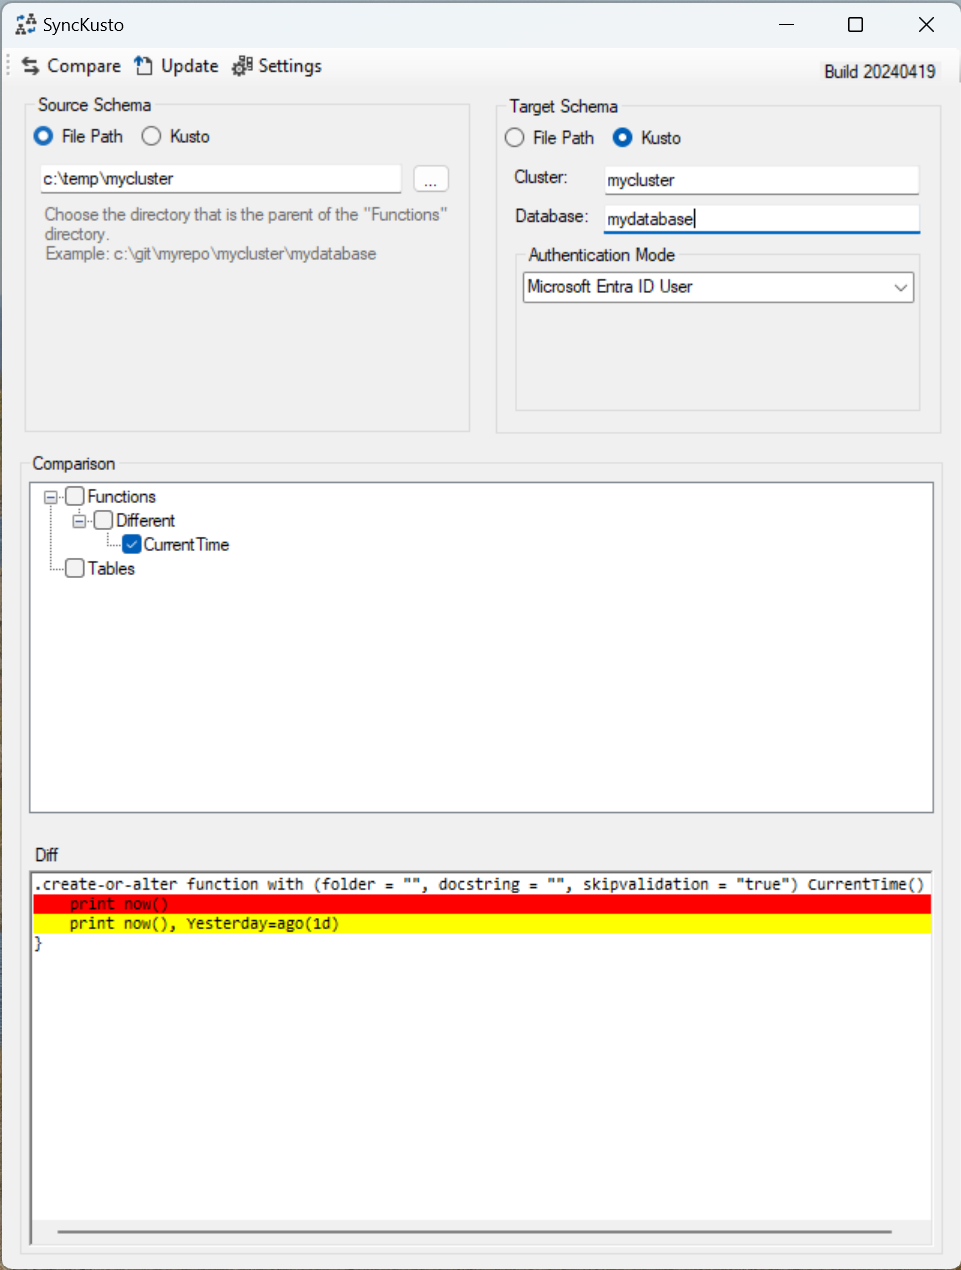 SyncKusto
Compare Update Settings
Build 20240419
Source Schema
File Path Kusto
c:\temp\mycluster
...
Choose the directory that is the parent of the "Functions"
directory.
Example: c:\git\myrepo\mycluster\mydatabase
Target Schema
File Path Kusto
Cluster: mycluster
Database: mydatabase
Authentication Mode
Microsoft Entra ID User
Comparison
Functions
Different
CurrentTime
Tables
Diff
.create-or-alter function with (folder = "", docstring = "", skipvalidation = "true") CurrentTime()
print now()
print now(), Yesterday=ago(1d)
}